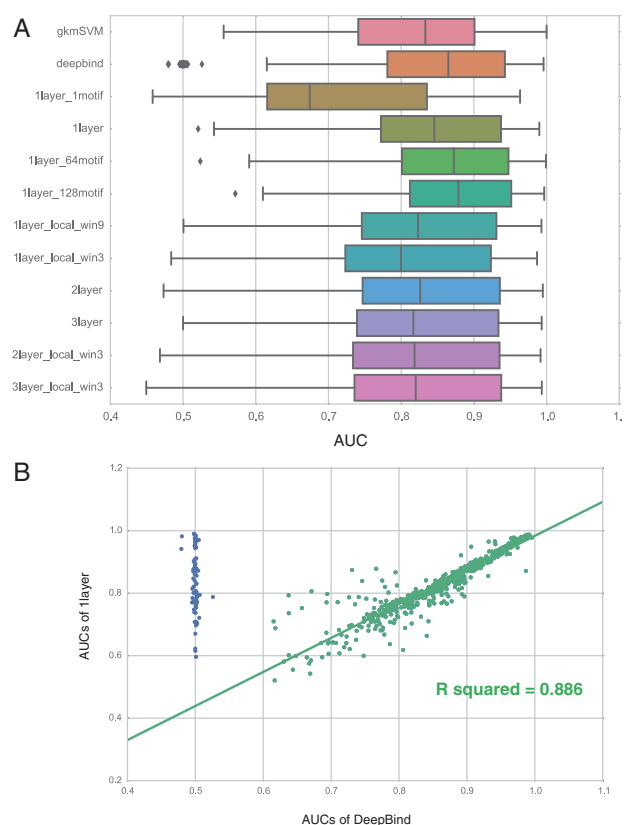 A
gkmSVM
deepbind
1layer_1motif
1layer
1layer_64motif
1layer_128motif
1layer_local_win9
1layer_local_win3
2layer
3layer
2layer_local_win3
3layer_local_win3
0.4 0.5 0.6 0.7 0.8 0.9 1.0 1.
AUC
B
1.2
1.0
0.8
0.6
0.4
0.2
AUCs of 1layer
R squared = 0.886
0.4 0.5 0.6 0.7 0.8 0.9 1.0 1.1
AUCs of DeepBind